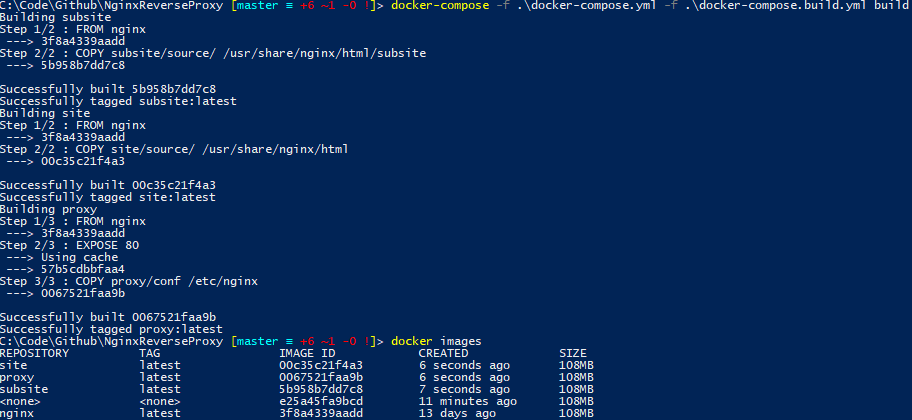 C:\Code\Github\NginxReverseProxy [master ≡ +6 ~1 -0 !]> docker-compose -f .\docker-compose.yml -f .\docker-compose.build.yml build
Building subsite
Step 1/2 : FROM nginx
 ---> 3f8a4339aadd
Step 2/2 : COPY subsite/source/ /usr/share/nginx/html/subsite
 ---> 5b958b7dd7c8
Successfully built 5b958b7dd7c8
Successfully tagged subsite:latest
Building site
Step 1/2 : FROM nginx
 ---> 3f8a4339aadd
Step 2/2 : COPY site/source/ /usr/share/nginx/html
 ---> 00c35c21f4a3
Successfully built 00c35c21f4a3
Successfully tagged site:latest
Building proxy
Step 1/3 : FROM nginx
 ---> 3f8a4339aadd
Step 2/3 : EXPOSE 80
 ---> Using cache
 ---> 57b5cdbbfaa4
Step 3/3 : COPY proxy/conf /etc/nginx
 ---> 0067521faa9b
Successfully built 0067521faa9b
Successfully tagged proxy:latest
C:\Code\Github\NginxReverseProxy [master ≡ +6 ~1 -0 !]> docker images
REPOSITORY TAG IMAGE ID CREATED SIZE
site latest 00c35c21f4a3 6 seconds ago 108MB
proxy latest 0067521faa9b 6 seconds ago 108MB
subsite latest 5b958b7dd7c8 7 seconds ago 108MB
<none> <none> e25a45fa9bcd 11 minutes ago 108MB
nginx latest 3f8a4339aadd 13 days ago 108MB